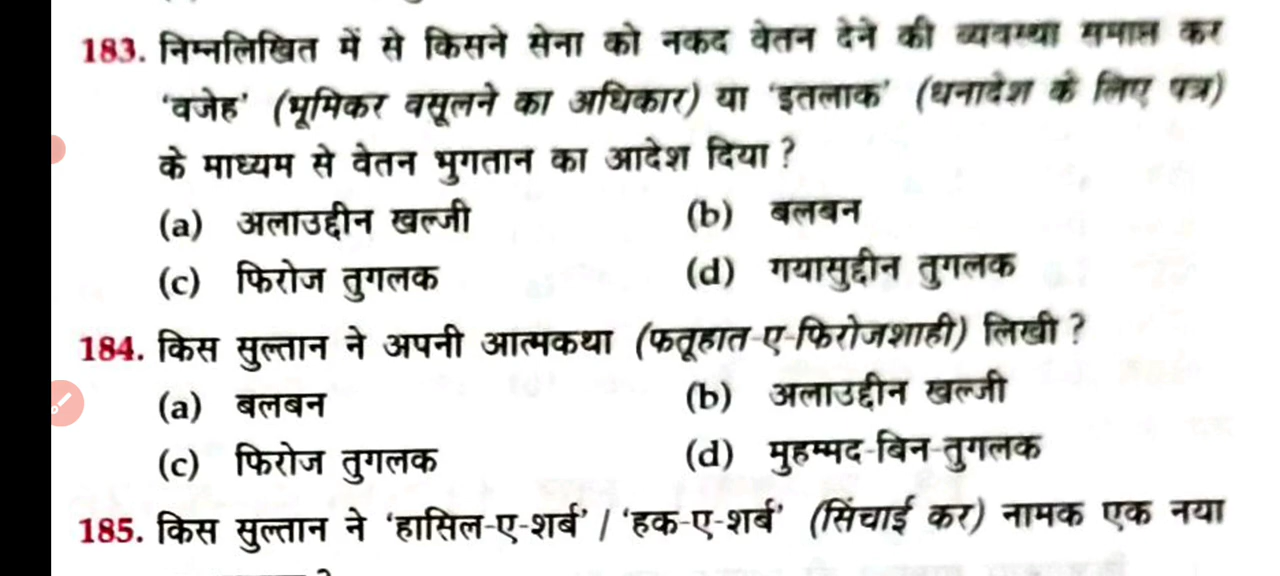 183. निम्नलिखित में से किसने सेना को नकद वेतन देने की व्यवस्था समाप्त कर
'वजेह' (भूमिकर वसूलने का अधिकार) या 'इतलाक' (धनादेश के लिए पत्र)
के माध्यम से वेतन भुगतान का आदेश दिया ?
(a) अलाउद्दीन खल्जी (b) बलबन
(c) फिरोज तुगलक (d) गयासुद्दीन तुगलक
184. किस सुल्तान ने अपनी आत्मकथा (फतूहात-ए-फिरोजशाही) लिखी ?
(a) बलबन (b) अलाउद्दीन खल्जी
(c) फिरोज तुगलक (d) मुहम्मद-बिन-तुगलक
185. किस सुल्तान ने 'हासिल-ए-शर्ब' / 'हक-ए-शर्ब' (सिंचाई कर) नामक एक नया